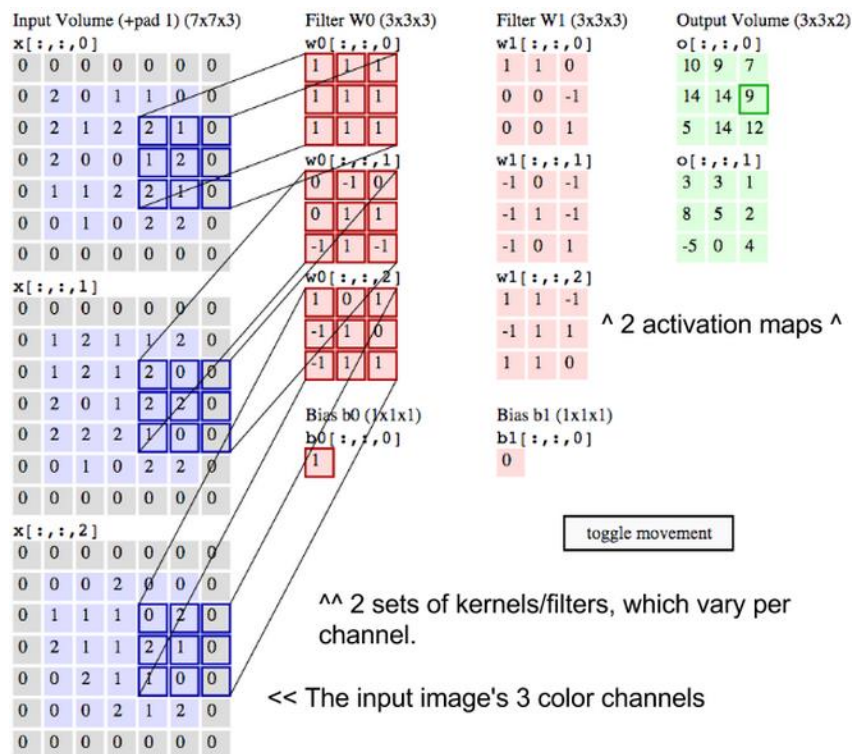 Input Volume (+pad 1) (7x7x3)
x[:,:,0]
0 0 0 0 0 0 0
0 2 0 1 1 0 0
0 2 1 2 2 1 0
0 2 0 0 1 2 0
0 1 1 2 2 1 0
0 0 1 0 2 2 0
0 0 0 0 0 0 0
x[:,:,1]
0 0 0 0 0 0 0
0 1 2 1 1 2 0
0 1 2 1 2 0 0
0 2 0 1 2 2 0
0 2 2 2 1 0 0
0 0 1 0 2 2 0
0 0 0 0 0 0 0
x[:,:,2]
0 0 0 0 0 0 0
0 0 0 2 0 0 0
0 1 1 1 0 2 0
0 2 1 1 2 1 0
0 0 2 1 1 0 0
0 0 0 2 1 2 0
0 0 0 0 0 0 0
Filter W0 (3x3x3)
w0[:,:,0]
1 1 1
1 1 1
1 1 1
w0[:,:,1]
0 -1 0
0 1 1
-1 1 -1
w0[:,:,2]
1 0 1
-1 1 0
-1 1 1
Bias b0 (1x1x1)
b0[:,:,0]
1
Filter W1 (3x3x3)
w1[:,:,0]
1 1 0
0 0 -1
0 0 1
w1[:,:,1]
-1 0 -1
-1 1 -1
-1 0 1
w1[:,:,2]
1 1 -1
-1 1 1
1 1 0
Bias b1 (1x1x1)
b1[:,:,0]
0
Output Volume (3x3x2)
o[:,:,0]
10 9 7
14 14 9
5 14 12
o[:,:,1]
3 3 1
8 5 2
-5 0 4
^ 2 activation maps ^
toggle movement
^^ 2 sets of kernels/filters, which vary per
channel.
<< The input image's 3 color channels